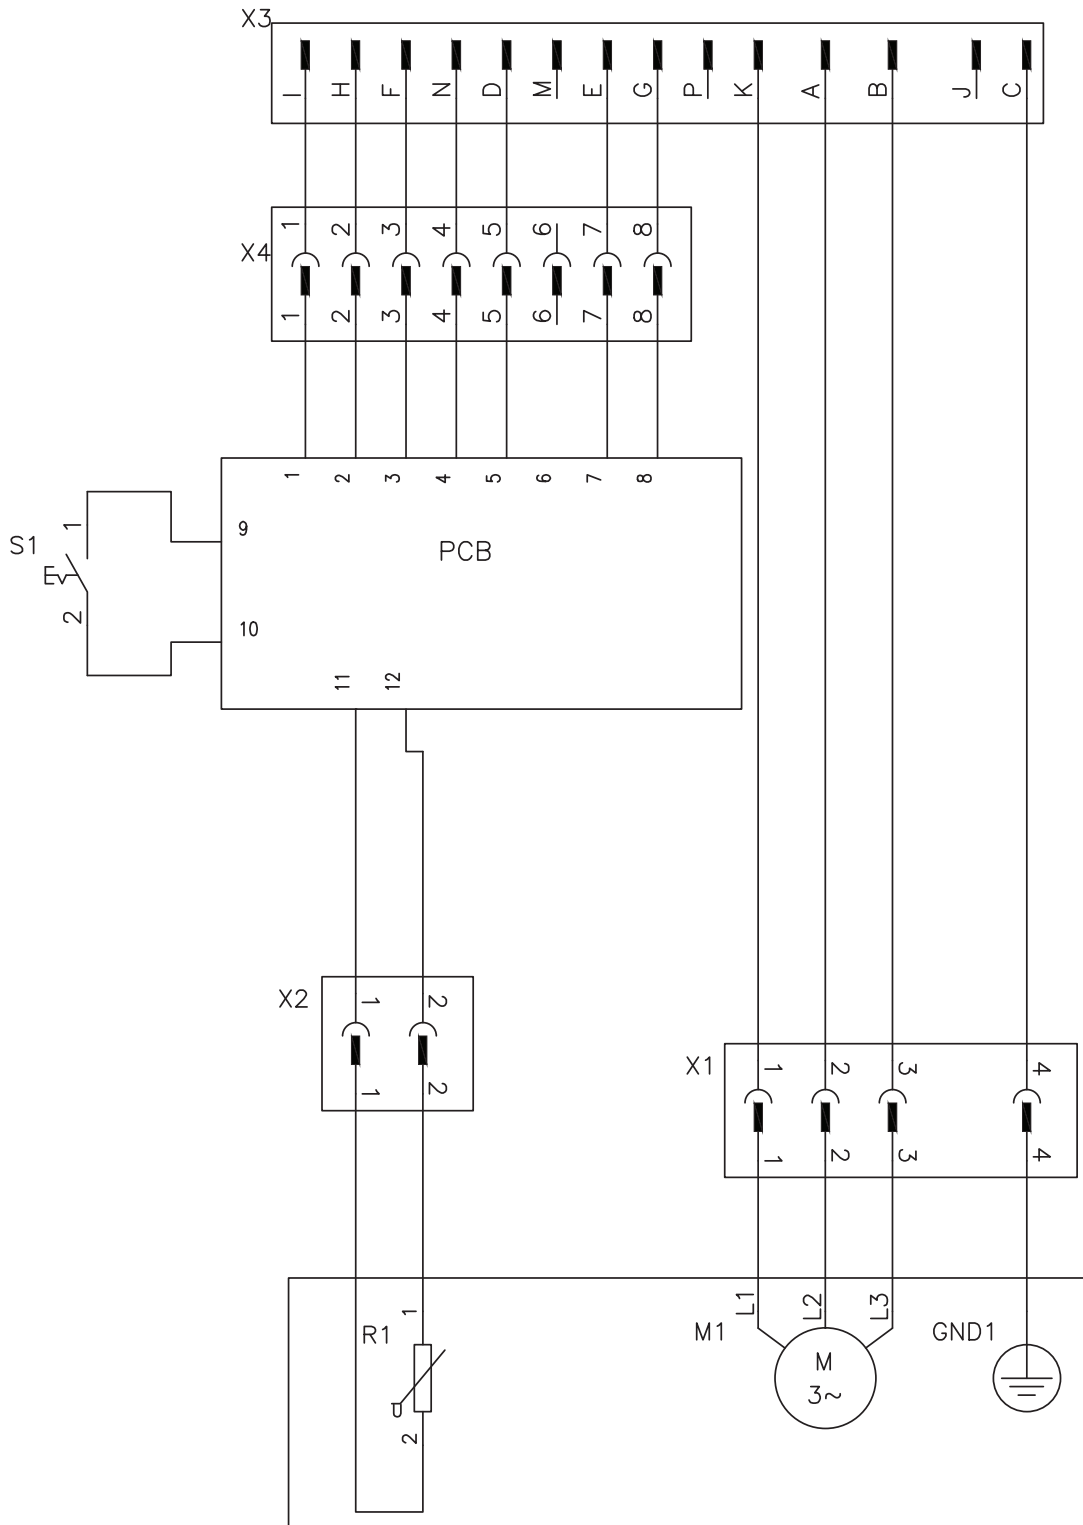 X3
I H F N D M E G P K A B J C
1 2 3 4 5 6 7 8
X4
1 2 3 4 5 6 7 8
1 2 3 4 5 6 7 8
9
1
S1
PCB
2
10
11 12
X2
1 2
1 2
X1
1 2 3 4
1 2 3 4
L1 L2 L3
1
R1
M1
GND1
M
3~
2